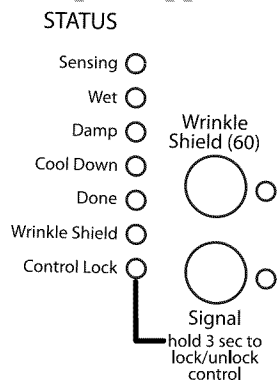 STATUS
Sensing
Wet
Damp
Cool Down
Done
Wrinkle Shield
Control Lock
Wrinkle
Shield (60)
Signal
hold 3 sec to
lock/unlock
control